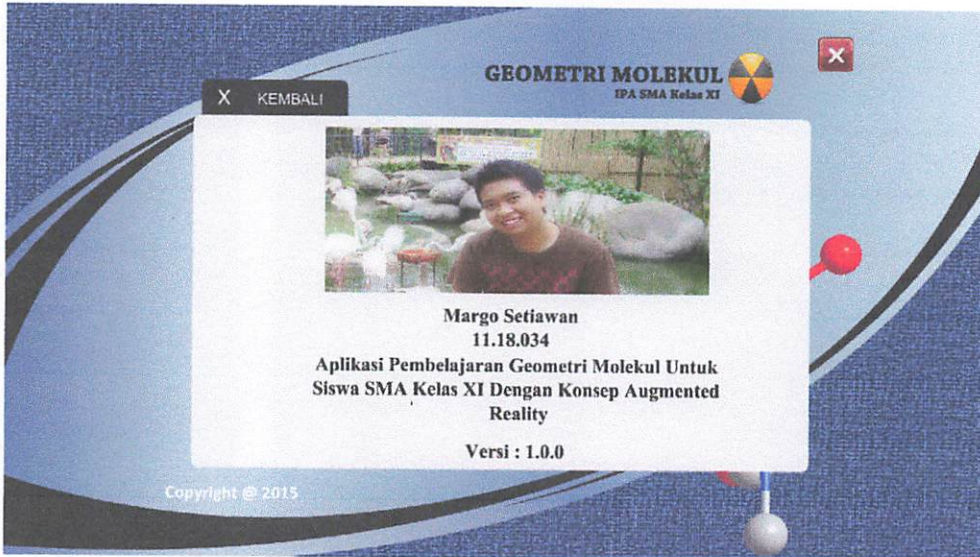 GEOMETRI MOLEKUL
IPA SMA Kelas XI
X
X KEMBALI
Margo Setiawan
11.18.034
Aplikasi Pembelajaran Geometri Molekul Untuk
Siswa SMA Kelas XI Dengan Konsep Augmented
Reality
Versi : 1.0.0
Copyright @ 2015